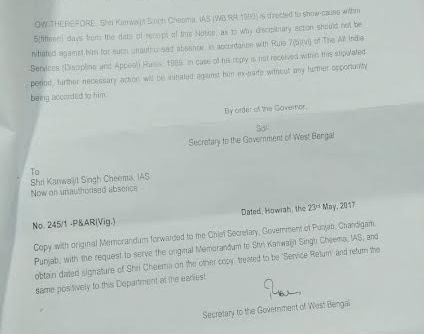 OW THEREFORE, Shri Kanwaljit Singh Cheema, IAS (WB:RR:1993) is directed to show-cause within
5(fifteen) days from the date of receipt of this Notice, as to why disciplinary action should not be
initiated against him for such unauthorised absence, in accordance with Rule of The All India
Services (Discipline and Appeal) Rules, 1969. In case of his reply is not received within this stipulated
period, further necessary action will be initiated against him ex-parte without any further opportunity
being accorded to him.
By order of the Governor,
Sd/-
Secretary to the Government of West Bengal
To
Shri Kanwaljit Singh Cheema, IAS
Now on unauthorised absence
No. 245/1 -P&AR(Vig.)
Dated, Howrah, the 23rd May, 2017
Copy with original Memorandum forwarded to the Chief Secretary, Government of Punjab, Chandigarh,
Punjab, with the request to serve the original Memorandum to Shri Kanwaljit Singh Cheema, IAS, and
obtain dated signature of Shri Cheema on the other copy, treated to be 'Service Return' and return the
same positively to this Department at the earliest.
Secretary to the Government of West Bengal